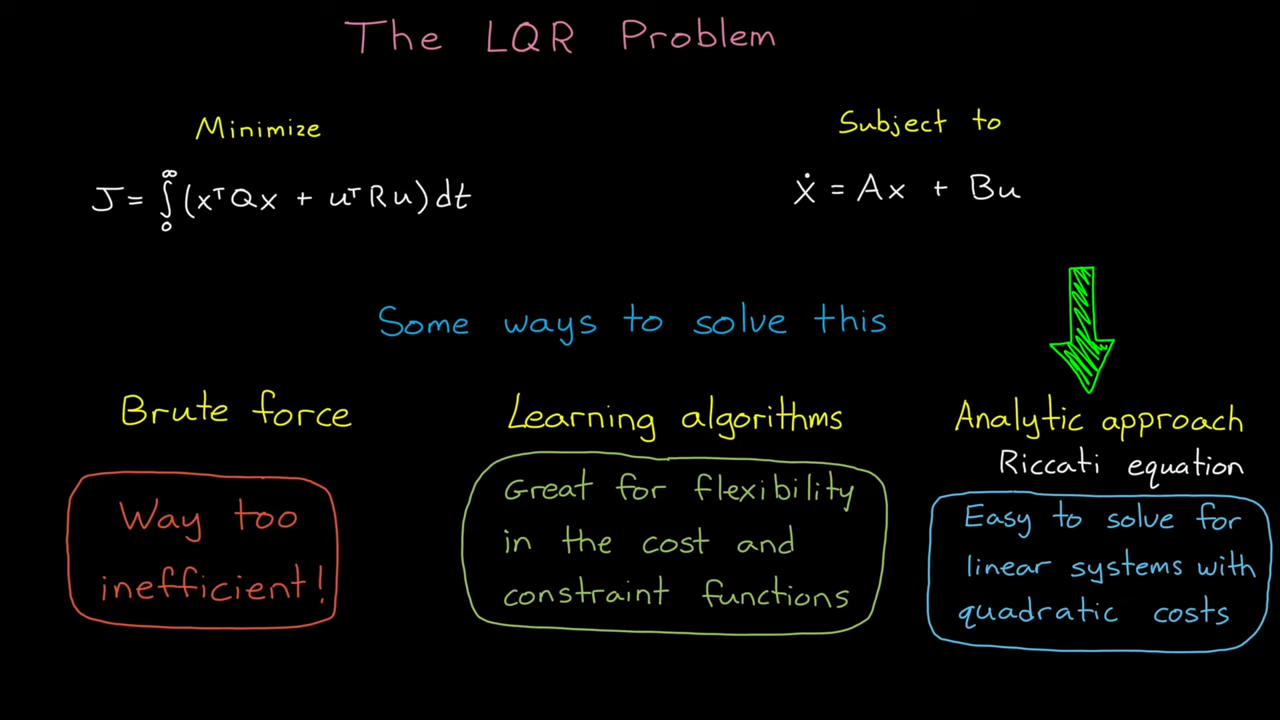 The LQR Problem
Minimize
Subject to
J = ∫₀^∞ (xᵀQx + uᵀRu) dt
ẋ = Ax + Bu
Some ways to solve this
Brute force
Way too
inefficient!
Learning algorithms
Great for flexibility
in the cost and
constraint functions
Analytic approach
Riccati equation
Easy to solve for
linear systems with
quadratic costs